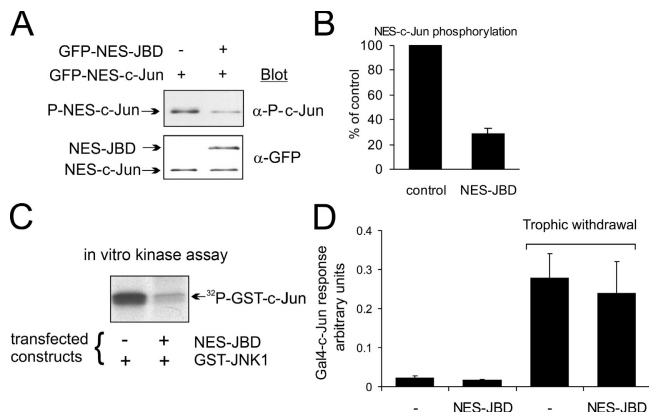 A
GFP-NES-JBD - +
GFP-NES-c-Jun + + Blot
P-NES-c-Jun α-P-c-Jun
NES-JBD
α-GFP
NES-c-Jun
B
NES-c-Jun phosphorylation
% of control
100
80
60
40
20
0
control NES-JBD
C
in vitro kinase assay
³²P-GST-c-Jun
transfected constructs { - + NES-JBD
+ + GST-JNK1
D
Trophic withdrawal
Gal4-c-Jun response
arbitrary units
0.4
0.3
0.2
0.1
0
- NES-JBD - NES-JBD